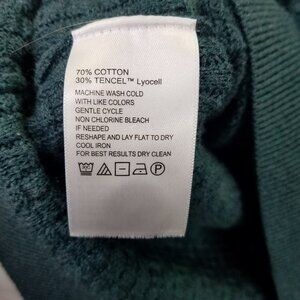 70% COTTON
30% TENCEL™ Lyocell
MACHINE WASH COLD
WITH LIKE COLORS
GENTLE CYCLE
NON CHLORINE BLEACH
IF NEEDED
RESHAPE AND LAY FLAT TO DRY
COOL IRON
FOR BEST RESULTS DRY CLEAN